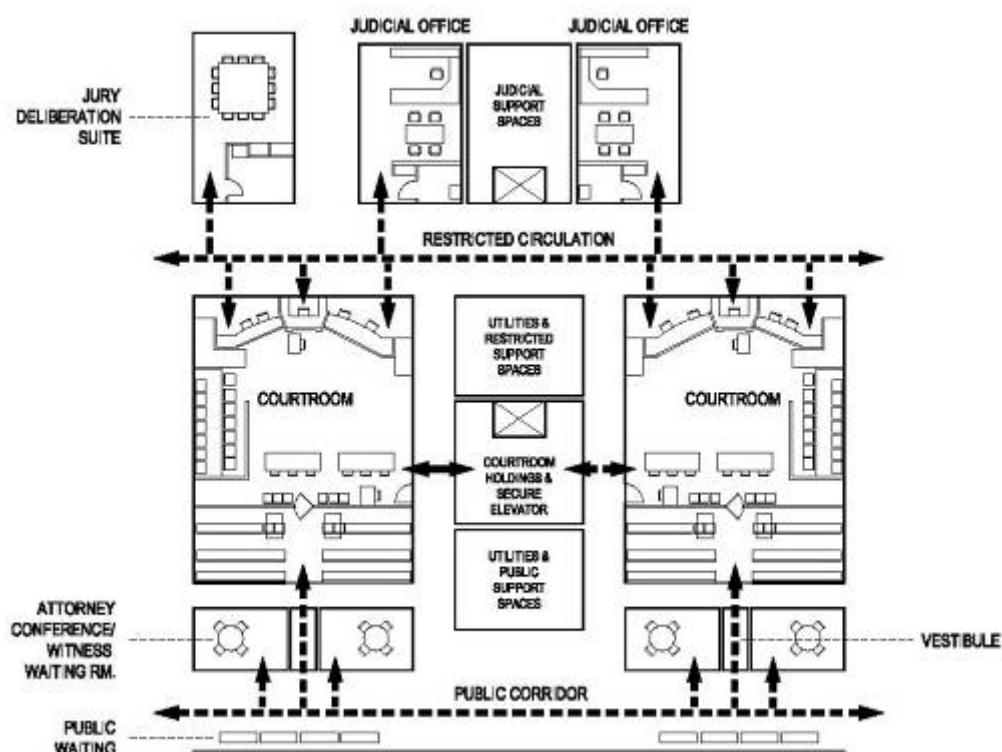 JUDICIAL OFFICE
JUDICIAL OFFICE
JURY
DELIBERATION
SUITE
JUDICIAL
SUPPORT
SPACES
RESTRICTED CIRCULATION
UTILITIES &
RESTRICTED
SUPPORT
SPACES
COURTROOM
COURTROOM
COURTROOM
HOLDINGS &
SECURE
ELEVATOR
UTILITIES &
PUBLIC
SUPPORT
SPACES
ATTORNEY
CONFERENCE/
WITNESS
WAITING RM.
VESTIBULE
PUBLIC CORRIDOR
PUBLIC
WAITING